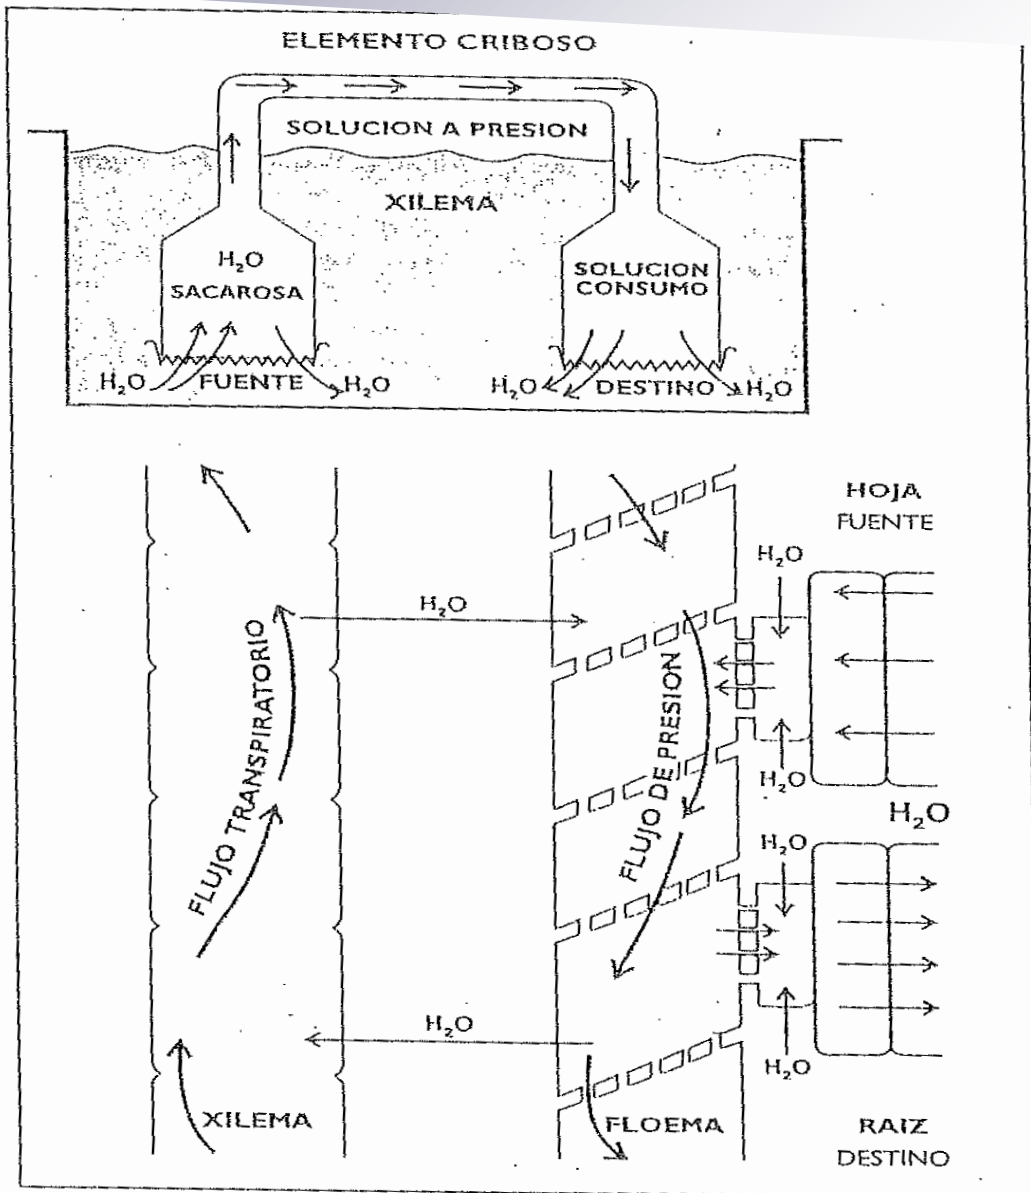 ELEMENTO CRIBOSO
SOLUCION A PRESION
XILEMA
H₂O
SACAROSA
SOLUCION
CONSUMO
H₂O
FUENTE
H₂O
H₂O
DESTINO
H₂O
HOJA
FUENTE
H₂O
H₂O
FLUJO TRANSPIRATORIO
FLUJO DE PRESION
H₂O
H₂O
H₂O
H₂O
H₂O
XILEMA
FLOEMA
RAIZ
DESTINO